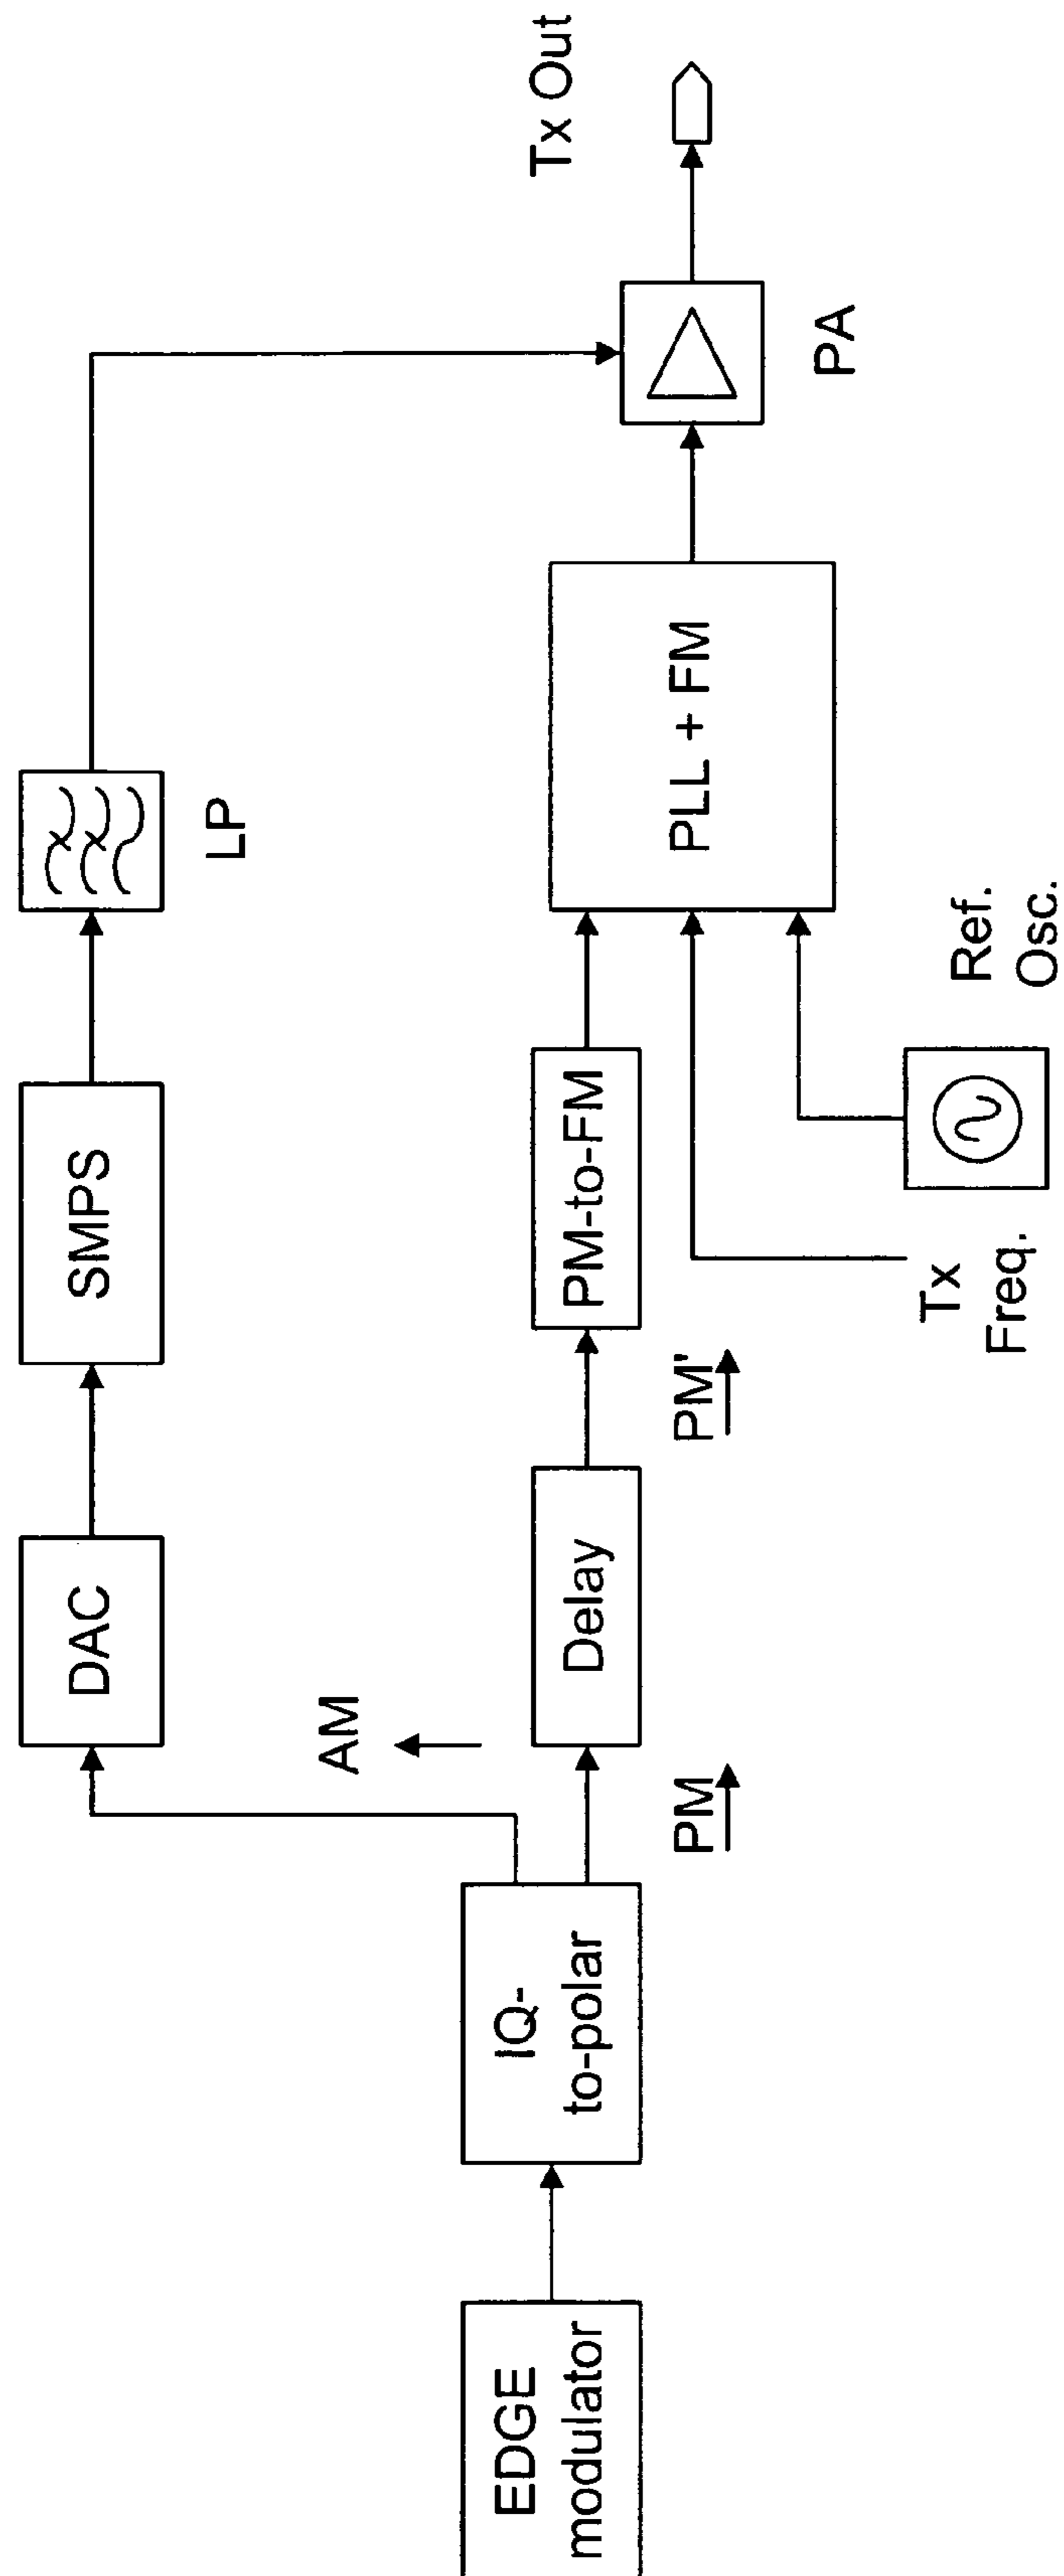 EDGE
modulator
IQ-
to-polar
AM
PM
DAC
Delay
PM'
SMPS
PM-to-FM
Tx
Freq.
Ref.
Osc.
LP
PLL + FM
PA
Tx Out